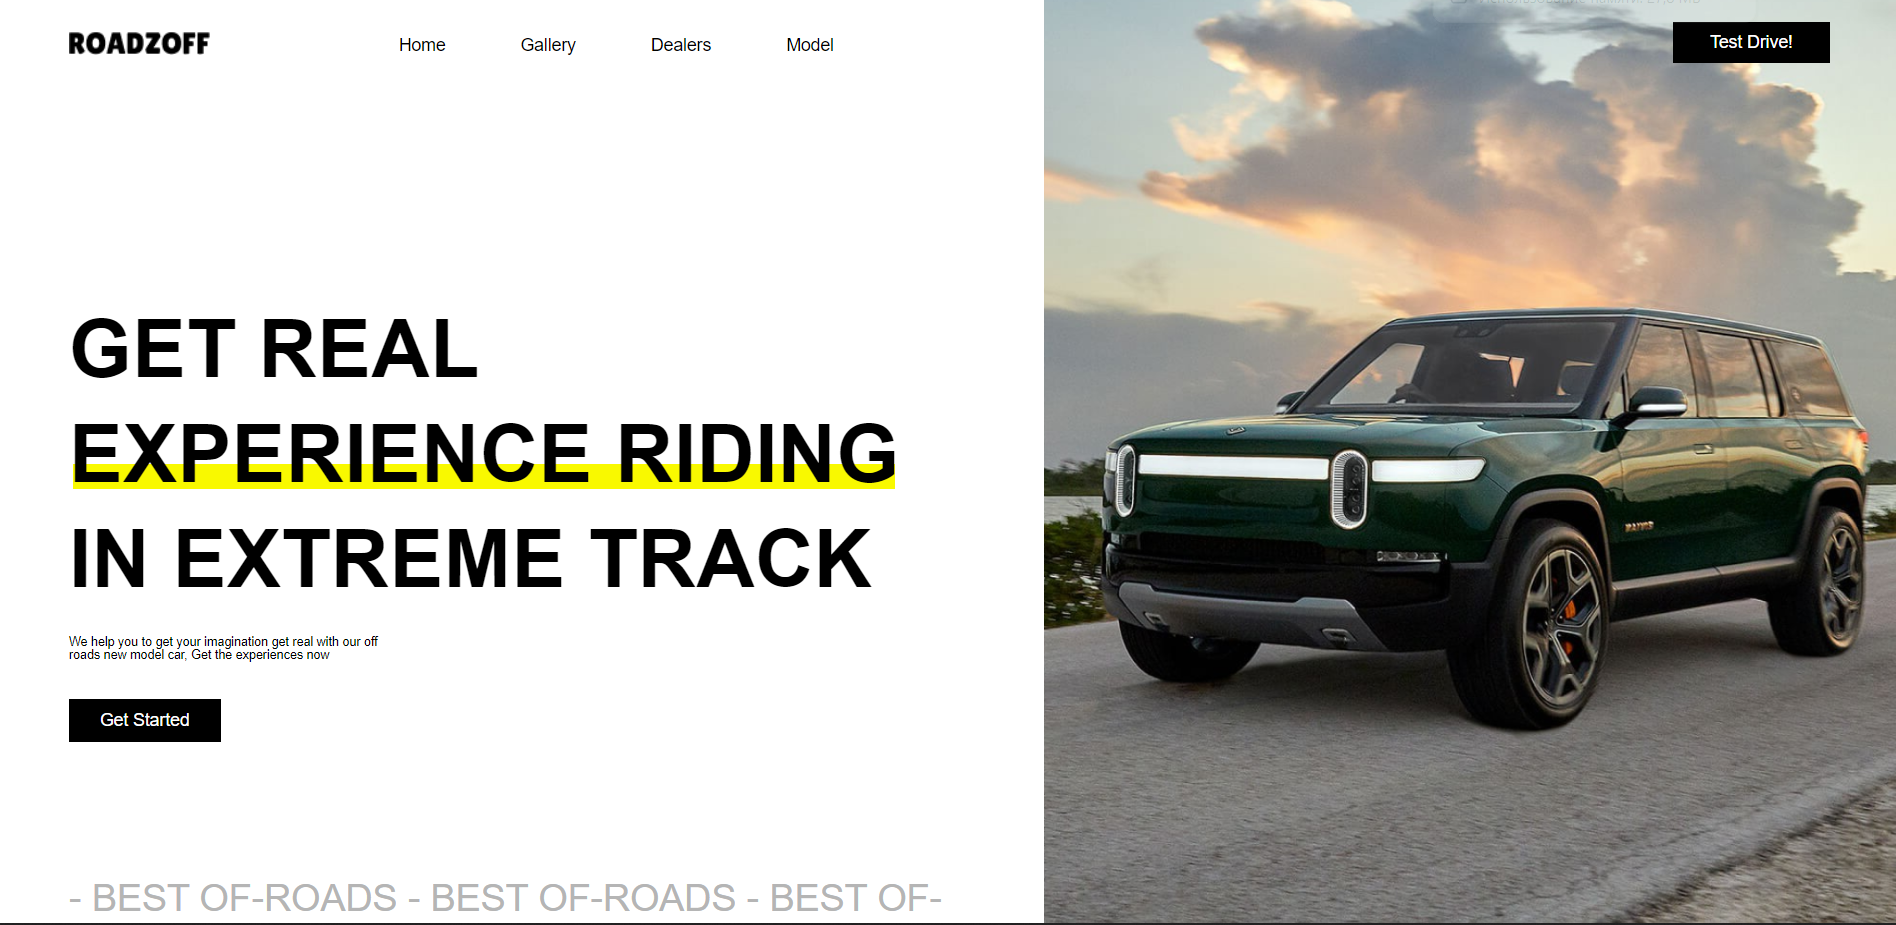 ROADZOFF
Home
Gallery
Dealers
Model
Test Drive!
GET REAL
EXPERIENCE RIDING
IN EXTREME TRACK
We help you to get your imagination get real with our off
roads new model car, Get the experiences now
Get Started
- BEST OF-ROADS - BEST OF-ROADS - BEST OF-